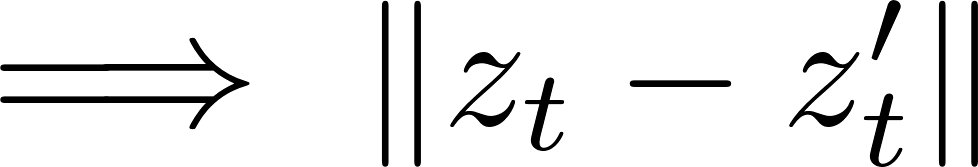 ⟹ ‖z_t − z′_t‖